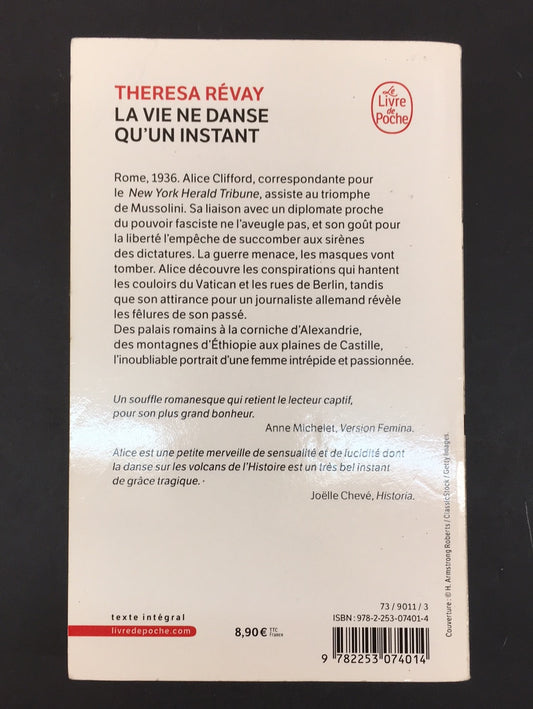 THERESA RÉVAY
LA VIE NE DANSE
QU'UN INSTANT
Le
Livre
de
Poche
Rome, 1936. Alice Clifford, correspondante pour
le New York Herald Tribune, assiste au triomphe
de Mussolini. Sa liaison avec un diplomate proche
du pouvoir fasciste ne l'aveugle pas, et son goût pour
la liberté l'empêche de succomber aux sirènes
des dictatures. La guerre menace, les masques vont
tomber. Alice découvre les conspirations qui hantent
les couloirs du Vatican et les rues de Berlin, tandis
que son attirance pour un journaliste allemand révèle
les fêlures de son passé.
Des palais romains à la corniche d'Alexandrie,
des montagnes d'Éthiopie aux plaines de Castille,
l'inoubliable portrait d'une femme intrépide et passionnée.
Un souffle romanesque qui retient le lecteur captif,
pour son plus grand bonheur.
Anne Michelet, Version Femina.
Alice est une petite merveille de sensualité et de lucidité dont
la danse sur les volcans de l'Histoire est un très bel instant
de grâce tragique.
Joëlle Chevé, Historia.
Couverture : © H. Armstrong Roberts / Classic Stock / Getty Images.
texte intégral
livredepoche.com
8,90 € TTC
France
73 / 9011 / 3
ISBN : 978-2-253-07401-4
9 782253 074014